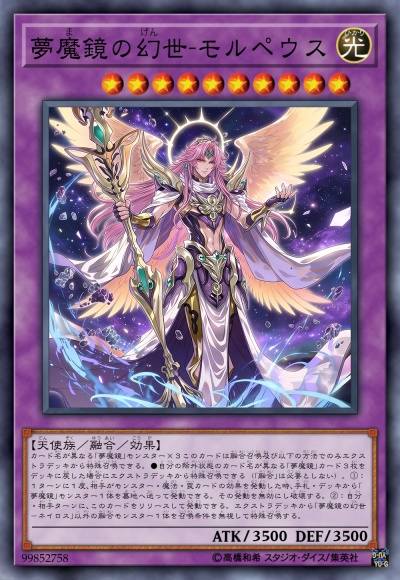 夢魔鏡の幻世-モルペウス
光
【天使族／融合／効果】
カード名が異なる「夢魔鏡」モンスター×3このカードは融合召喚及び以下の方法でのみエクス
トラデッキから特殊召喚できる。●自分の除外状態のカード名が異なる「夢魔鏡」カード3枚をデ
ッキに戻した場合にエクストラデッキから特殊召喚できる（「融合」は必要としない）。①：
1ターンに1度、相手がモンスター・魔法・罠カードの効果を発動した時、手札・デッキから「
夢魔鏡」モンスター1体を墓地へ送って発動できる。その発動を無効にし破壊する。②：自
分・相手ターンに、このカードをリリースして発動できる。エクストラデッキから「夢魔鏡の幻世
－ネイロス」以外の融合モンスター1体を召喚条件を無視して特殊召喚する。
ATK/3500 DEF/3500
99852758
©高橋和希 スタジオ・ダイス/集英社